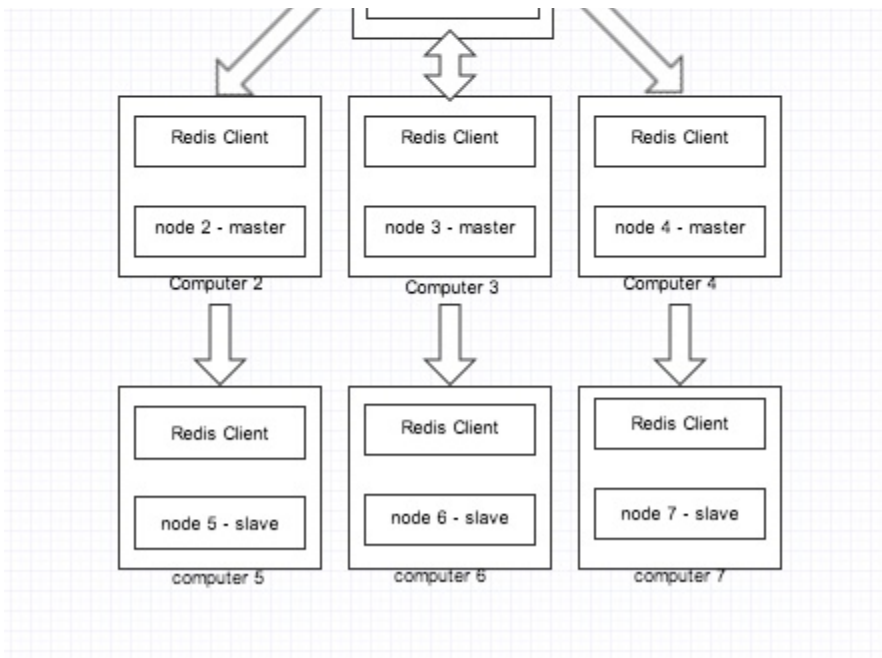 Redis Client
Redis Client
Redis Client
node 2 - master
node 3 - master
node 4 - master
Computer 2
Computer 3
Computer 4
Redis Client
Redis Client
Redis Client
node 5 - slave
node 6 - slave
node 7 - slave
computer 5
computer 6
computer 7